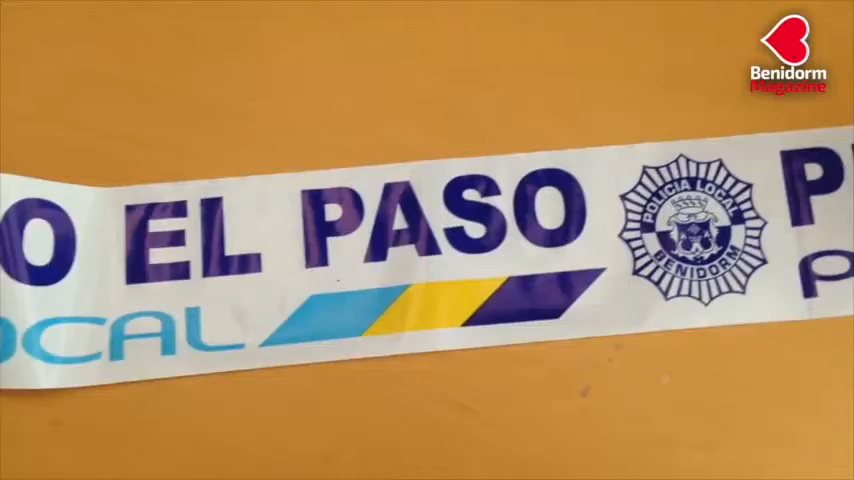 Benidorm
Magazine
O EL PASO
OCAL
POLICIA LOCAL
BENIDORM
P